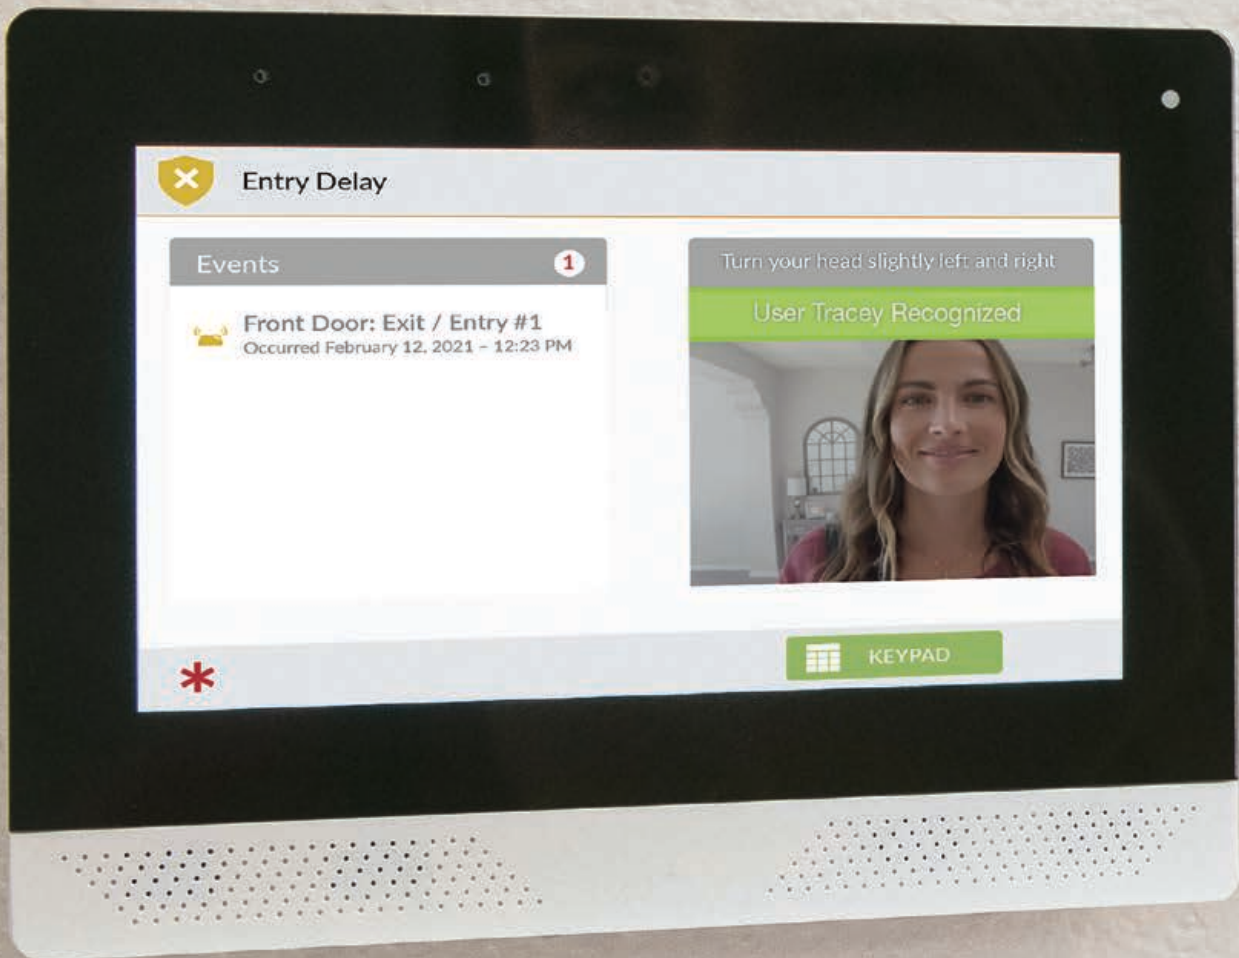 Entry Delay
Events 1
Front Door: Exit / Entry #1
Occurred February 12, 2021 – 12:23 PM
Turn your head slightly left and right
User Tracey Recognized
*
KEYPAD